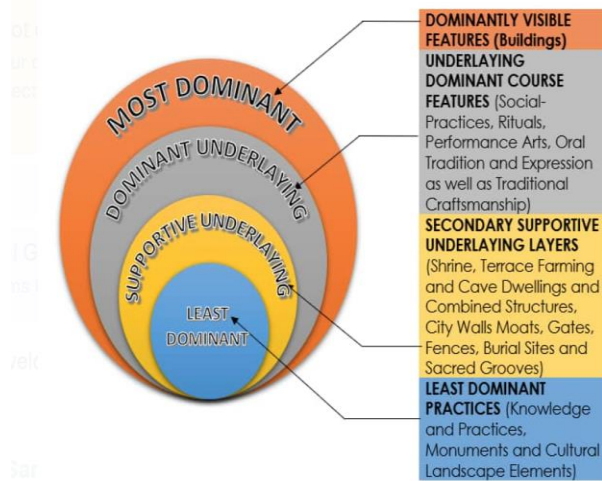 MOST DOMINANT
DOMINANT UNDERLAYING
SUPPORTIVE UNDERLAYING
LEAST
DOMINANT
DOMINANTLY VISIBLE
FEATURES (Buildings)
UNDERLAYING
DOMINANT COURSE
FEATURES (Social-
Practices, Rituals,
Performance Arts, Oral
Tradition and Expression
as well as Traditional
Craftsmanship)
SECONDARY SUPPORTIVE
UNDERLAYING LAYERS
(Shrine, Terrace Farming
and Cave Dwellings and
Combined Structures,
City Walls Moats, Gates,
Fences, Burial Sites and
Sacred Grooves)
LEAST DOMINANT
PRACTICES (Knowledge
and Practices,
Monuments and Cultural
Landscape Elements)